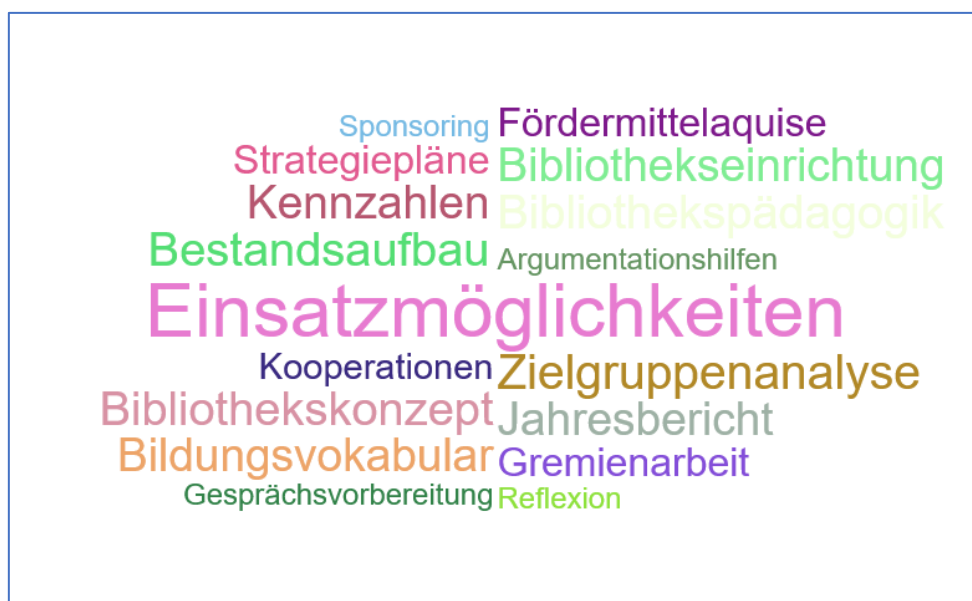 Sponsoring Fördermittelaquise
Strategiepläne Bibliothekseinrichtung
Kennzahlen Bibliothekspädagogik
Bestandsaufbau Argumentationshilfen
Einsatzmöglichkeiten
Kooperationen Zielgruppenanalyse
Bibliothekskonzept Jahresbericht
Bildungsvokabular Gremienarbeit
Gesprächsvorbereitung Reflexion